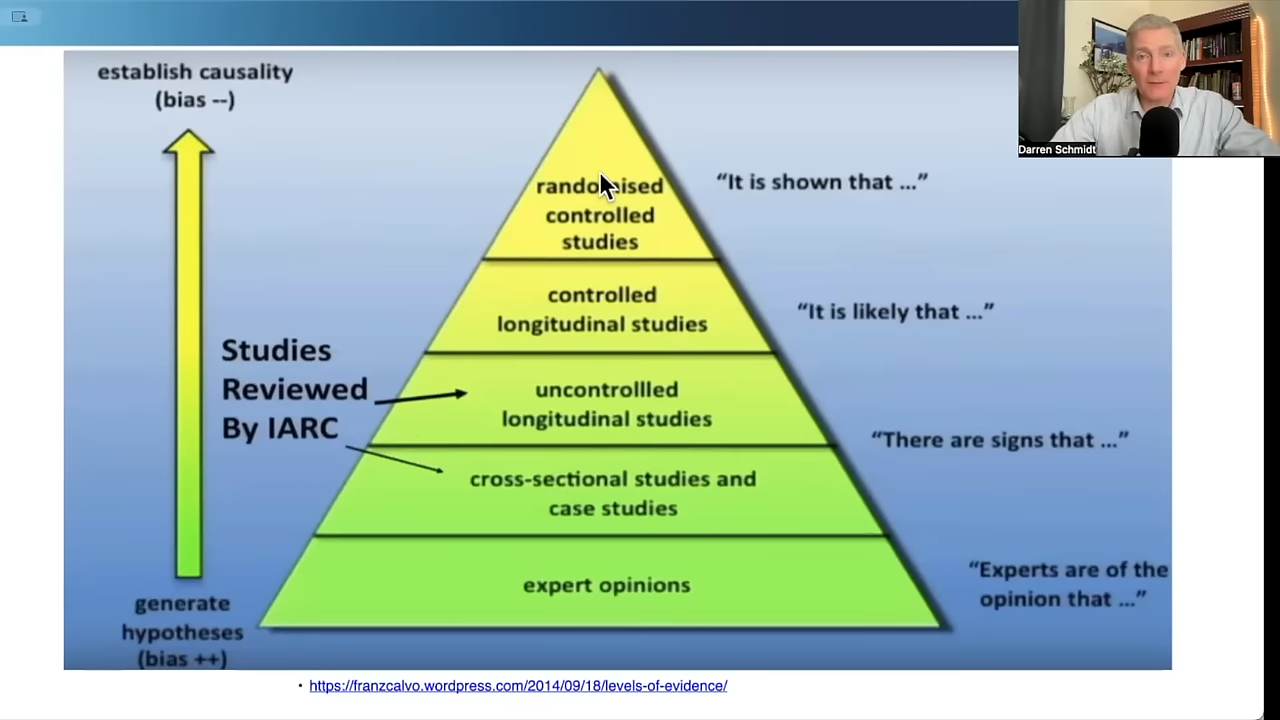 establish causality
(bias --)
Darren Schmidt
randomised
controlled
studies
“It is shown that ...”
controlled
longitudinal studies
“It is likely that ...”
Studies
Reviewed
By IARC
uncontrollled
longitudinal studies
“There are signs that ...”
cross-sectional studies and
case studies
expert opinions
“Experts are of the
opinion that ...”
generate
hypotheses
(bias ++)
• https://franzcalvo.wordpress.com/2014/09/18/levels-of-evidence/